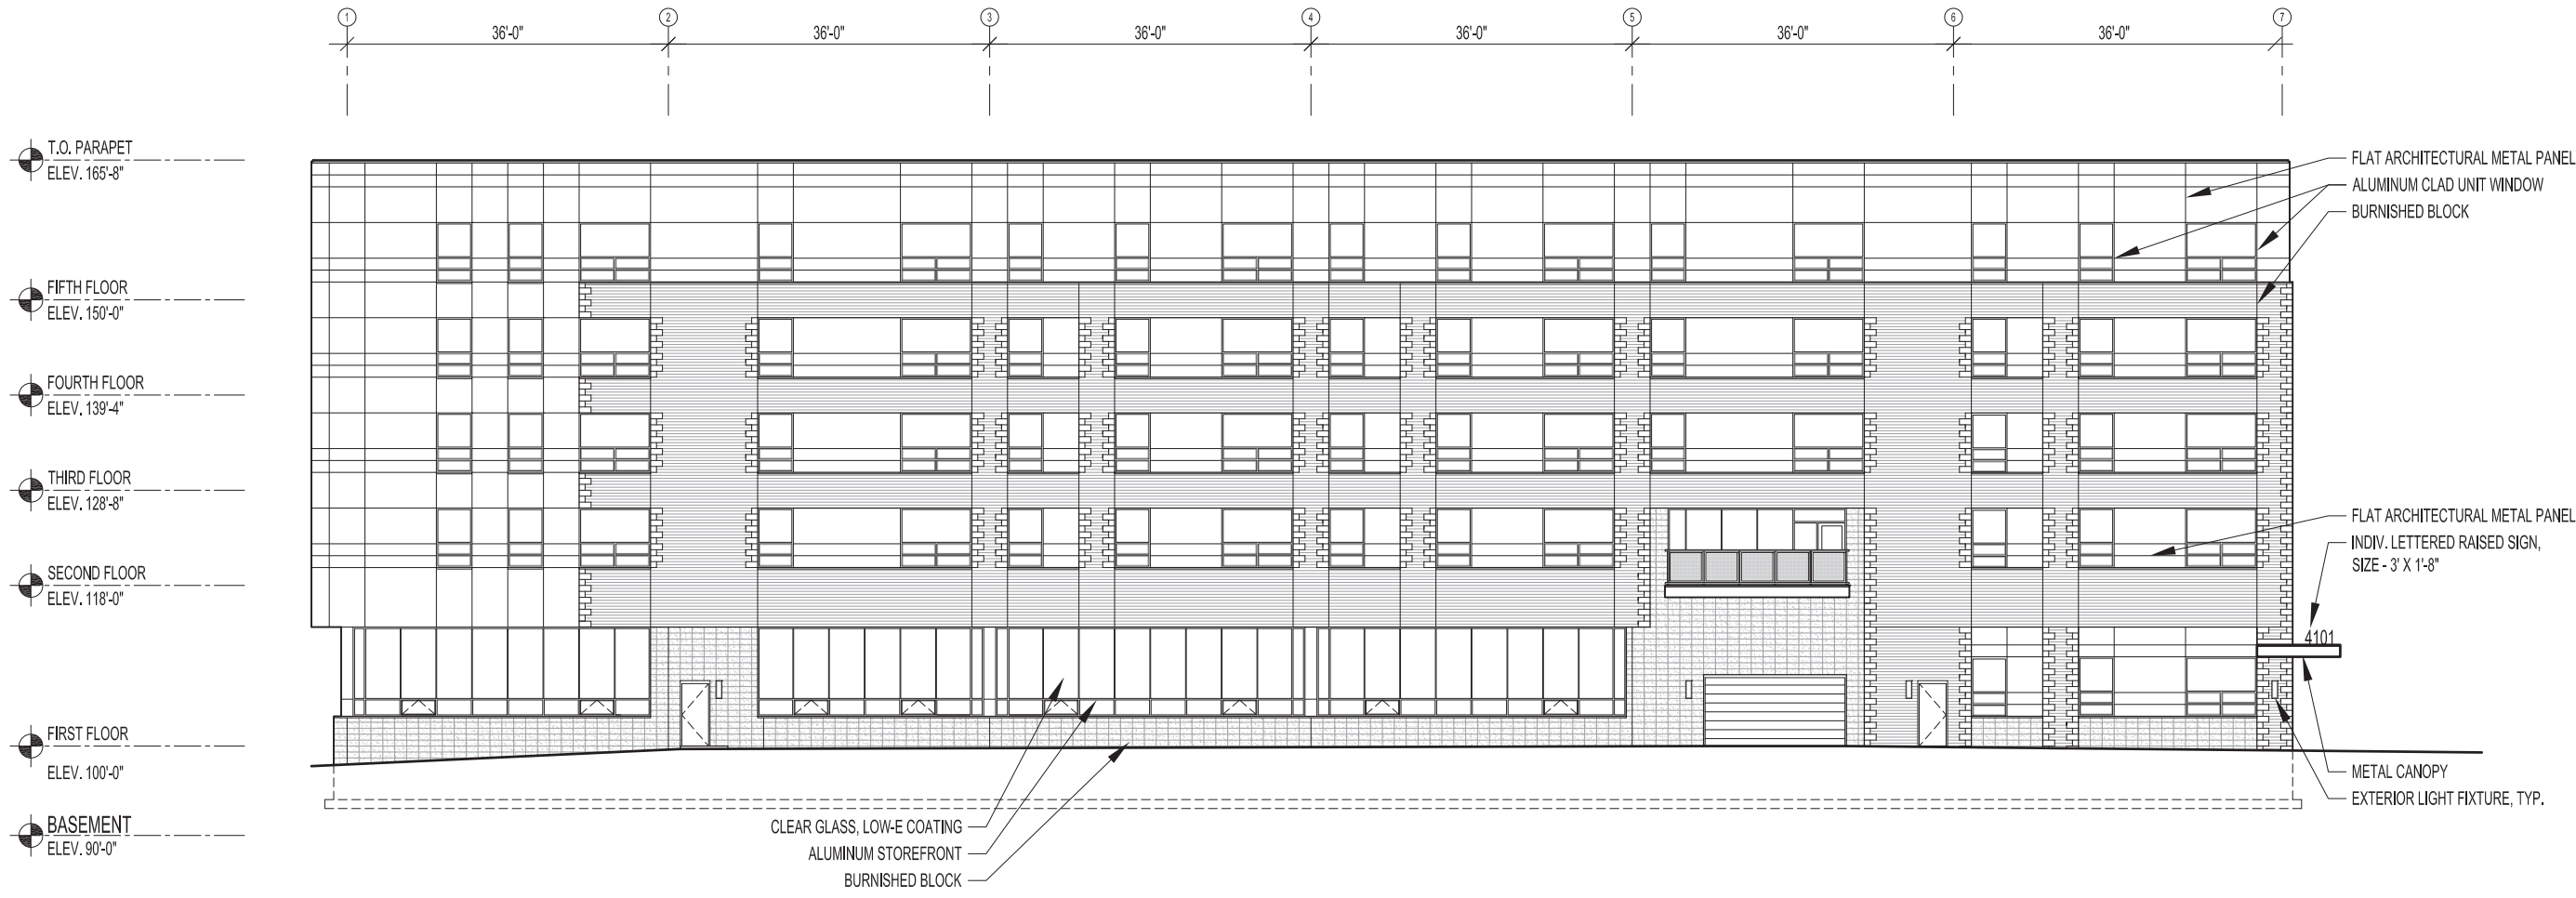 1 2 3 4 5 6 7
36'-0" 36'-0" 36'-0" 36'-0" 36'-0" 36'-0"
T.O. PARAPET
ELEV. 165'-8"
FIFTH FLOOR
ELEV. 150'-0"
FOURTH FLOOR
ELEV. 139'-4"
THIRD FLOOR
ELEV. 128'-8"
SECOND FLOOR
ELEV. 118'-0"
FIRST FLOOR
ELEV. 100'-0"
BASEMENT
ELEV. 90'-0"
FLAT ARCHITECTURAL METAL PANEL
ALUMINUM CLAD UNIT WINDOW
BURNISHED BLOCK
FLAT ARCHITECTURAL METAL PANEL
INDIV. LETTERED RAISED SIGN,
SIZE - 3' X 1'-8"
4101
METAL CANOPY
EXTERIOR LIGHT FIXTURE, TYP.
CLEAR GLASS, LOW-E COATING
ALUMINUM STOREFRONT
BURNISHED BLOCK